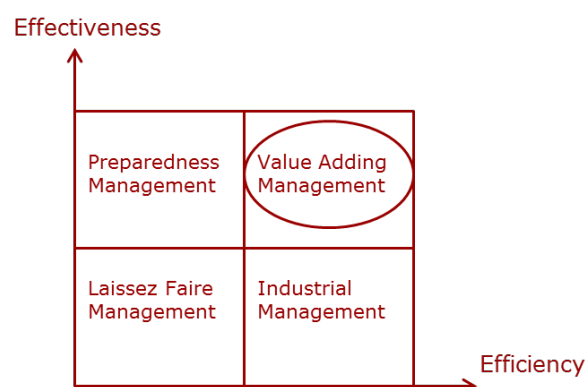 Effectiveness
Preparedness
Management
Value Adding
Management
Laissez Faire
Management
Industrial
Management
Efficiency